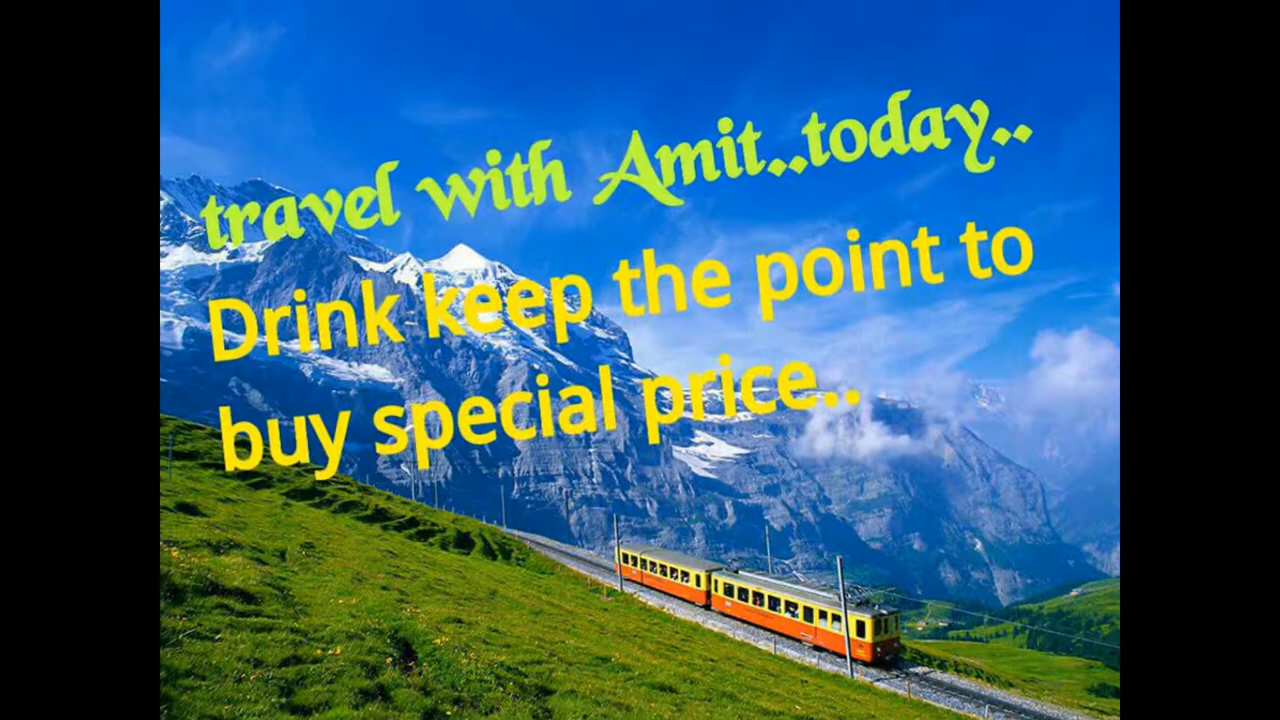 travel with Amit..today..
Drink keep the point to
buy special price..